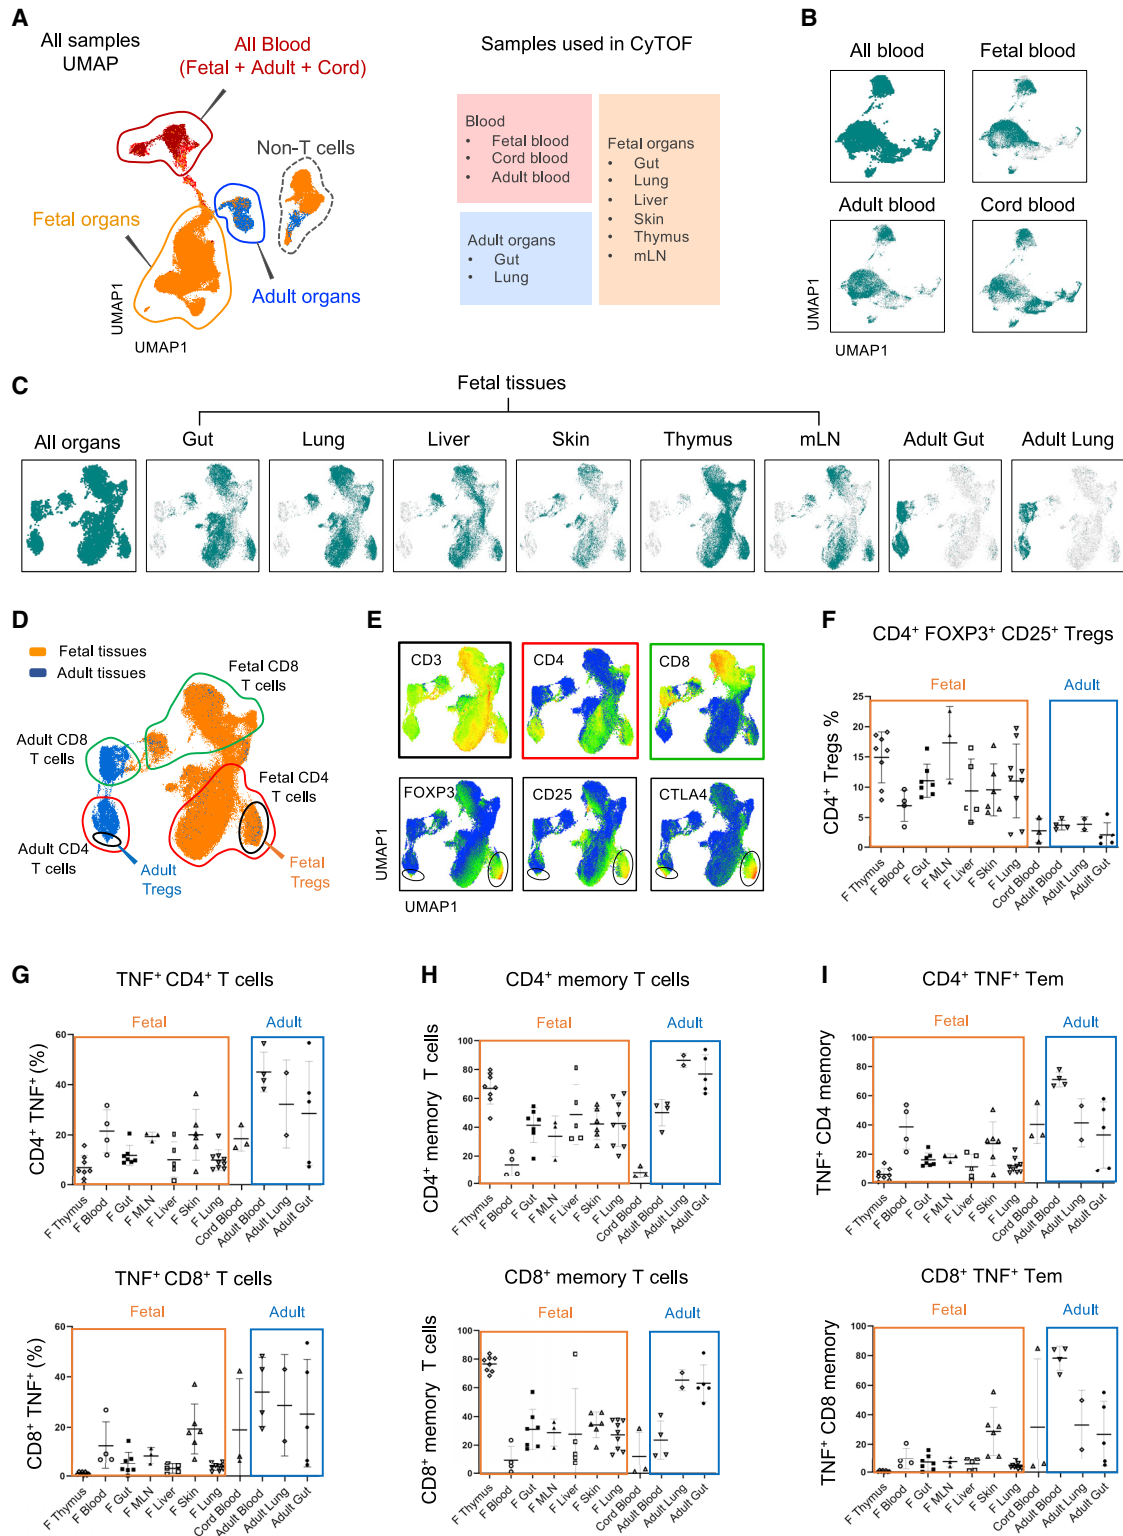 A
All samples
UMAP
All Blood
(Fetal + Adult + Cord)
Non-T cells
Fetal organs
Adult organs
UMAP1
UMAP1
Samples used in CyTOF
Blood
• Fetal blood
• Cord blood
• Adult blood
Adult organs
• Gut
• Lung
Fetal organs
• Gut
• Lung
• Liver
• Skin
• Thymus
• mLN
B
All blood
Fetal blood
Adult blood
Cord blood
UMAP1
UMAP1
C
Fetal tissues
All organs
Gut
Lung
Liver
Skin
Thymus
mLN
Adult Gut
Adult Lung
D
Fetal tissues
Adult tissues
Fetal CD8
T cells
Adult CD8
T cells
Fetal CD4
T cells
Adult CD4
T cells
Adult
Tregs
Fetal
Tregs
E
CD3
CD4
CD8
FOXP3
CD25
CTLA4
UMAP1
UMAP1
F
CD4⁺ FOXP3⁺ CD25⁺ Tregs
Fetal
Adult
CD4⁺ Tregs %
25
20
15
10
5
0
F Thymus
F Blood
F Gut
F MLN
F Liver
F Skin
F Lung
Cord Blood
Adult Blood
Adult Lung
Adult Gut
G
TNF⁺ CD4⁺ T cells
Fetal
Adult
CD4⁺ TNF⁺ (%)
60
40
20
0
F Thymus
F Blood
F Gut
F MLN
F Liver
F Skin
F Lung
Cord Blood
Adult Blood
Adult Lung
Adult Gut
TNF⁺ CD8⁺ T cells
Fetal
Adult
CD8⁺ TNF⁺ (%)
60
40
20
0
F Thymus
F Blood
F Gut
F MLN
F Liver
F Skin
F Lung
Cord Blood
Adult Blood
Adult Lung
Adult Gut
H
CD4⁺ memory T cells
Fetal
Adult
CD4⁺ memory T cells
100
80
60
40
20
0
F Thymus
F Blood
F Gut
F MLN
F Liver
F Skin
F Lung
Cord Blood
Adult Blood
Adult Lung
Adult Gut
CD8⁺ memory T cells
Fetal
Adult
CD8⁺ memory T cells
100
80
60
40
20
0
F Thymus
F Blood
F Gut
F MLN
F Liver
F Skin
F Lung
Cord Blood
Adult Blood
Adult Lung
Adult Gut
I
CD4⁺ TNF⁺ Tem
Fetal
Adult
TNF⁺ CD4 memory
100
80
60
40
20
0
F Thymus
F Blood
F Gut
F MLN
F Liver
F Skin
F Lung
Cord Blood
Adult Blood
Adult Lung
Adult Gut
CD8⁺ TNF⁺ Tem
Fetal
Adult
TNF⁺ CD8 memory
100
80
60
40
20
0
F Thymus
F Blood
F Gut
F MLN
F Liver
F Skin
F Lung
Cord Blood
Adult Blood
Adult Lung
Adult Gut